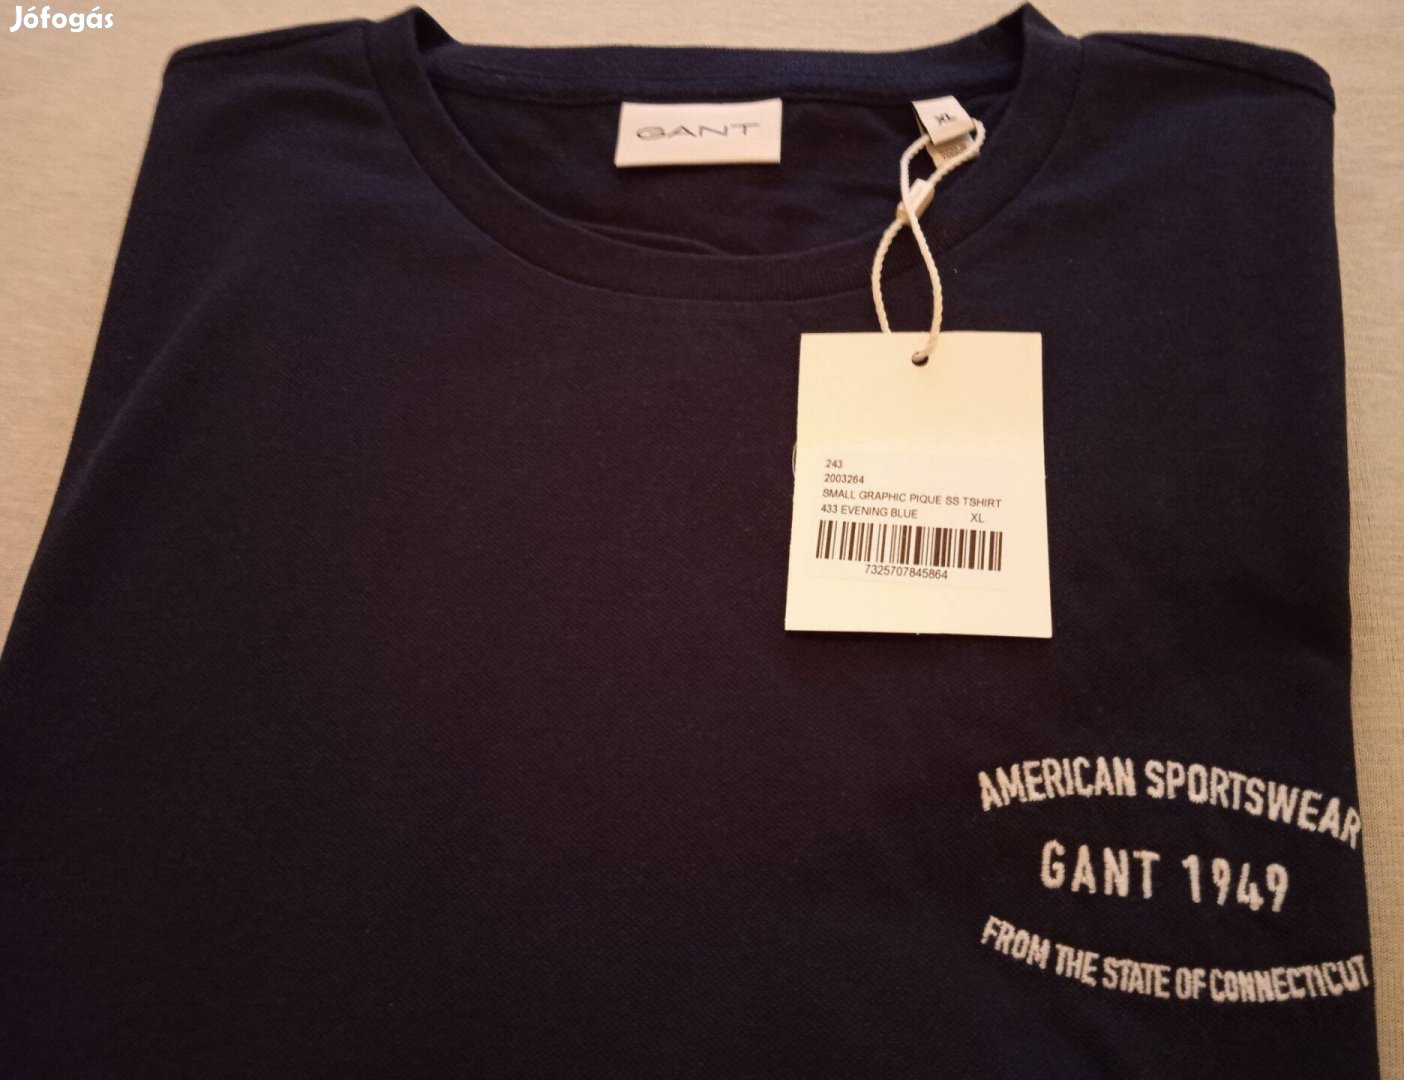 Jófogás
GANT
XL
243
2003264
SMALL GRAPHIC PIQUE SS TSHIRT
433 EVENING BLUE XL
7325707845864
AMERICAN SPORTSWEAR
GANT 1949
FROM THE STATE OF CONNECTICUT